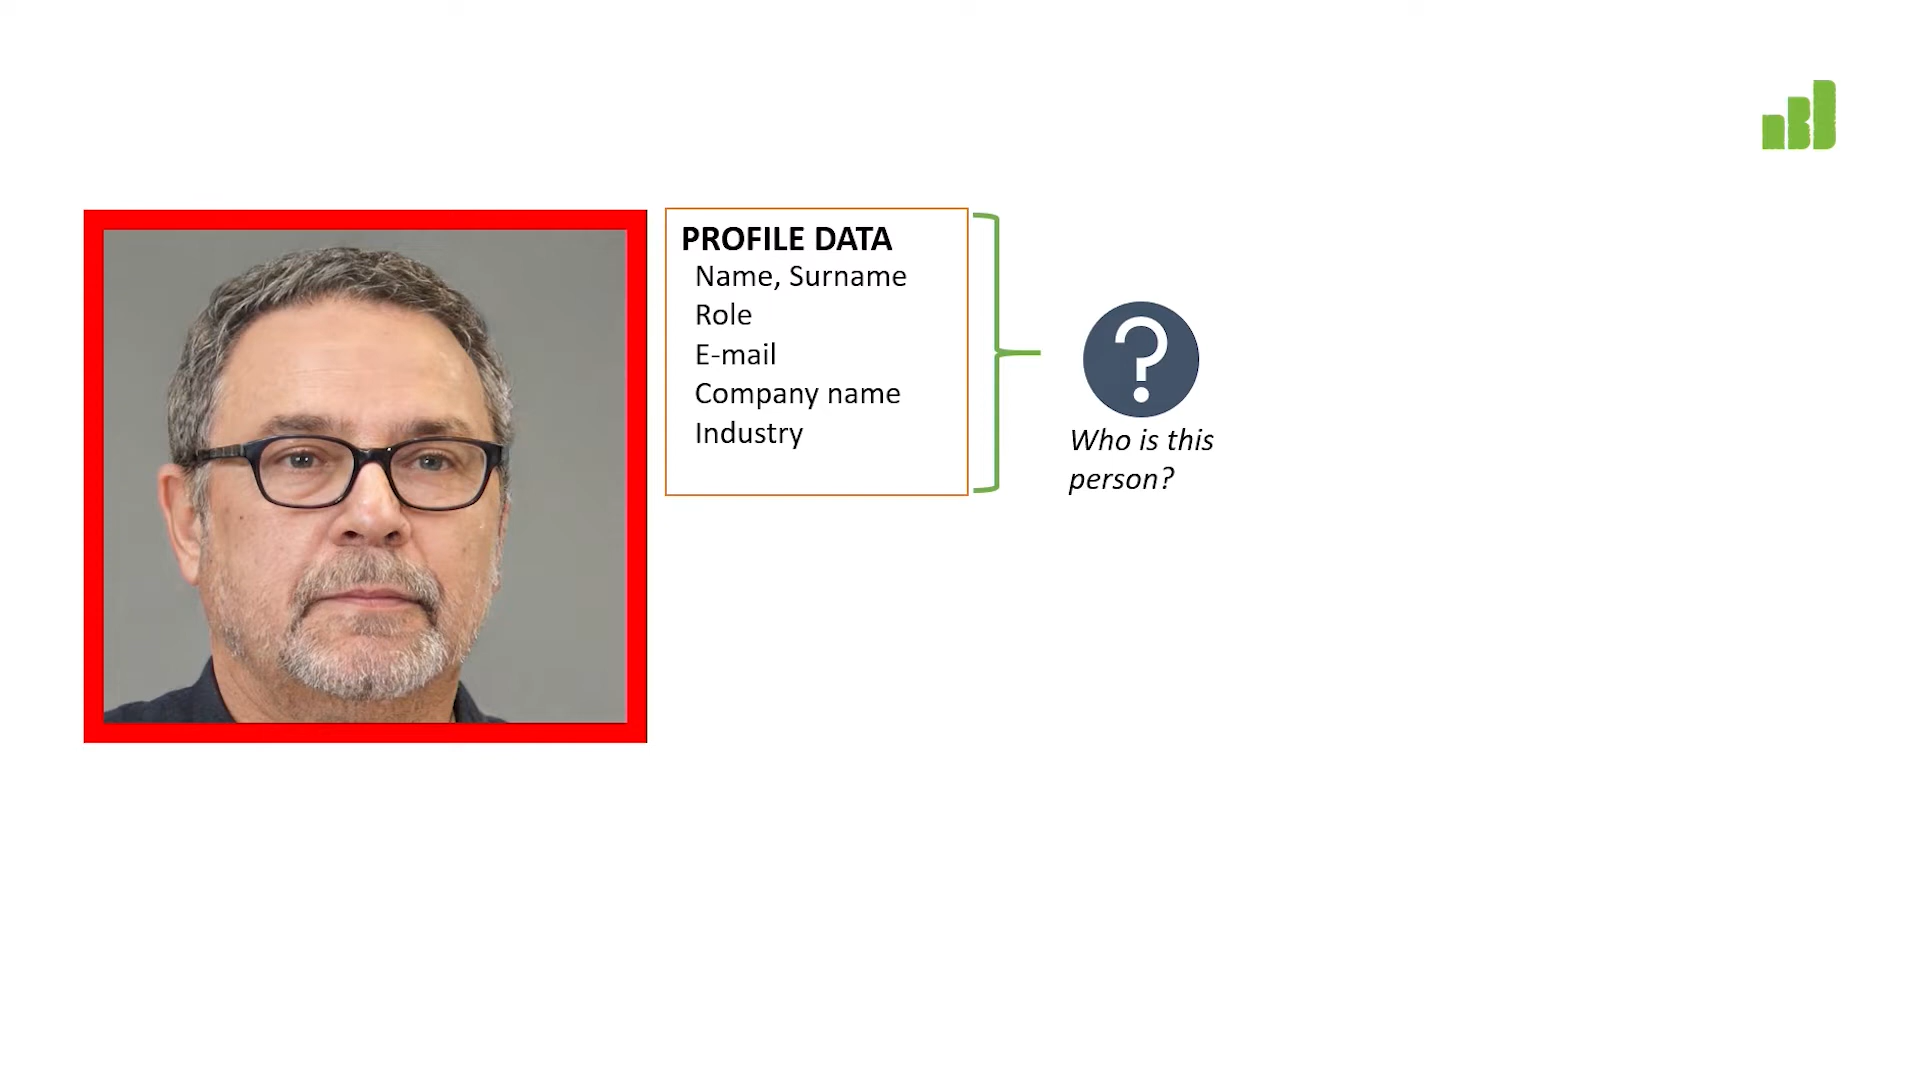 PROFILE DATA
Name, Surname
Role
E-mail
Company name
Industry
?
Who is this
person?